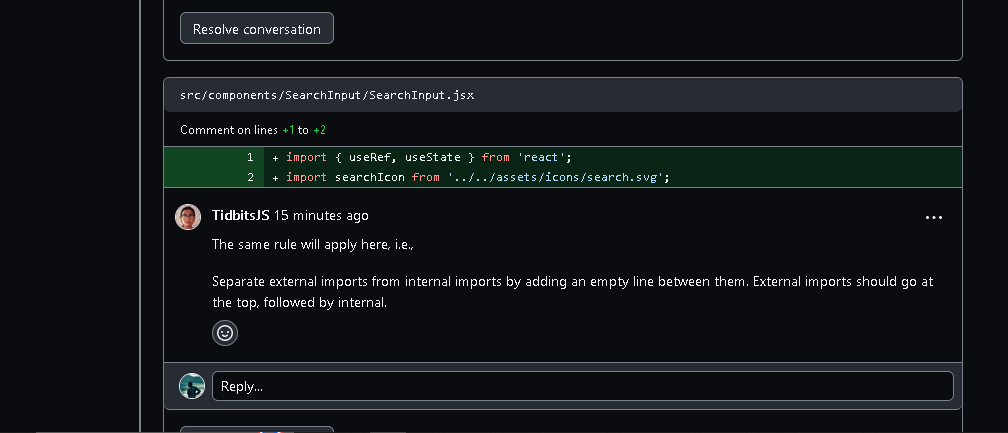 Resolve conversation
src/components/SearchInput/SearchInput.jsx
Comment on lines +1 to +2
1 + import { useRef, useState } from 'react';
2 + import searchIcon from '../../assets/icons/search.svg';
TidbitsJS 15 minutes ago
The same rule will apply here, i.e.,
Separate external imports from internal imports by adding an empty line between them. External imports should go at
the top, followed by internal.
Reply...